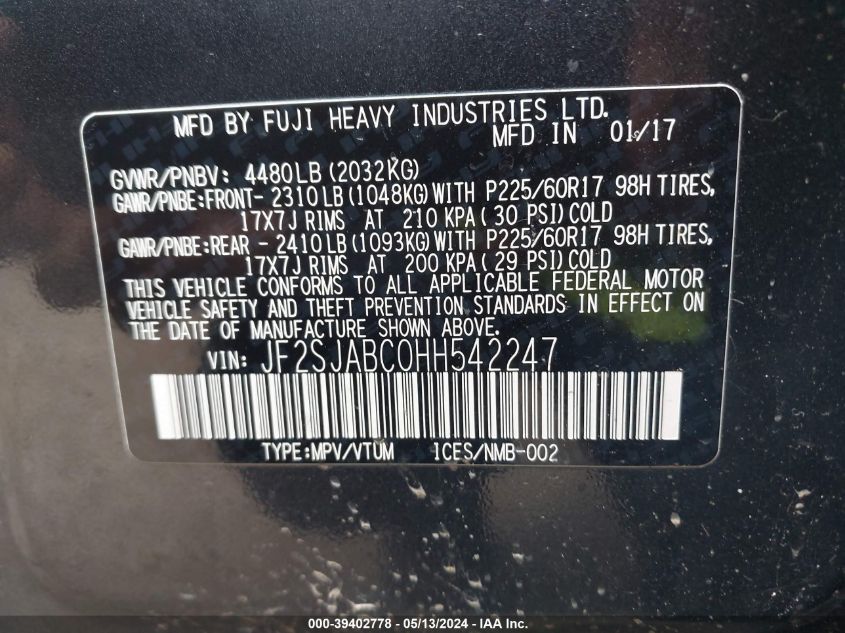 MFD BY FUJI HEAVY INDUSTRIES LTD.
MFD IN 01/17
GVWR/PNBV: 4480LB (2032KG)
GAWR/PNBE:FRONT- 2310LB (1048KG) WITH P225/60R17 98H TIRES,
17X7J RIMS AT 210 KPA( 30 PSI) COLD
GAWR/PNBE:REAR - 2410LB (1093KG) WITH P225/60R17 98H TIRES,
17X7J RIMS AT 200 KPA( 29 PSI) COLD
THIS VEHICLE CONFORMS TO ALL APPLICABLE FEDERAL MOTOR
VEHICLE SAFETY AND THEFT PREVENTION STANDARDS IN EFFECT ON
THE DATE OF MANUFACTURE SHOWN ABOVE.
VIN: JF2SJABC0HH542247
TYPE:MPV/VTUM ICES/NMB-002
000-39402778 - 05/13/2024 - IAAI.com